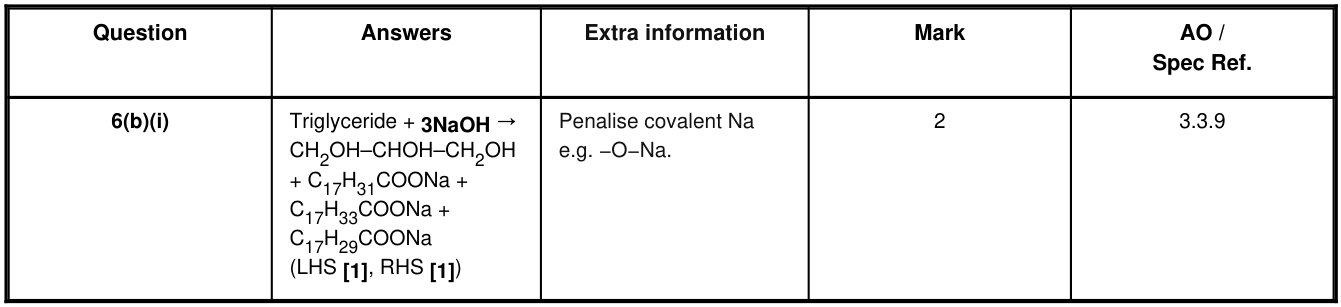 Question Answers Extra information Mark AO /
Spec Ref.
6(b)(i) Triglyceride + 3NaOH → Penalise covalent Na 2 3.3.9
CH₂OH–CHOH–CH₂OH e.g. –O–Na.
+ C₁₇H₃₁COONa +
C₁₇H₃₃COONa +
C₁₇H₂₉COONa
(LHS [1], RHS [1])